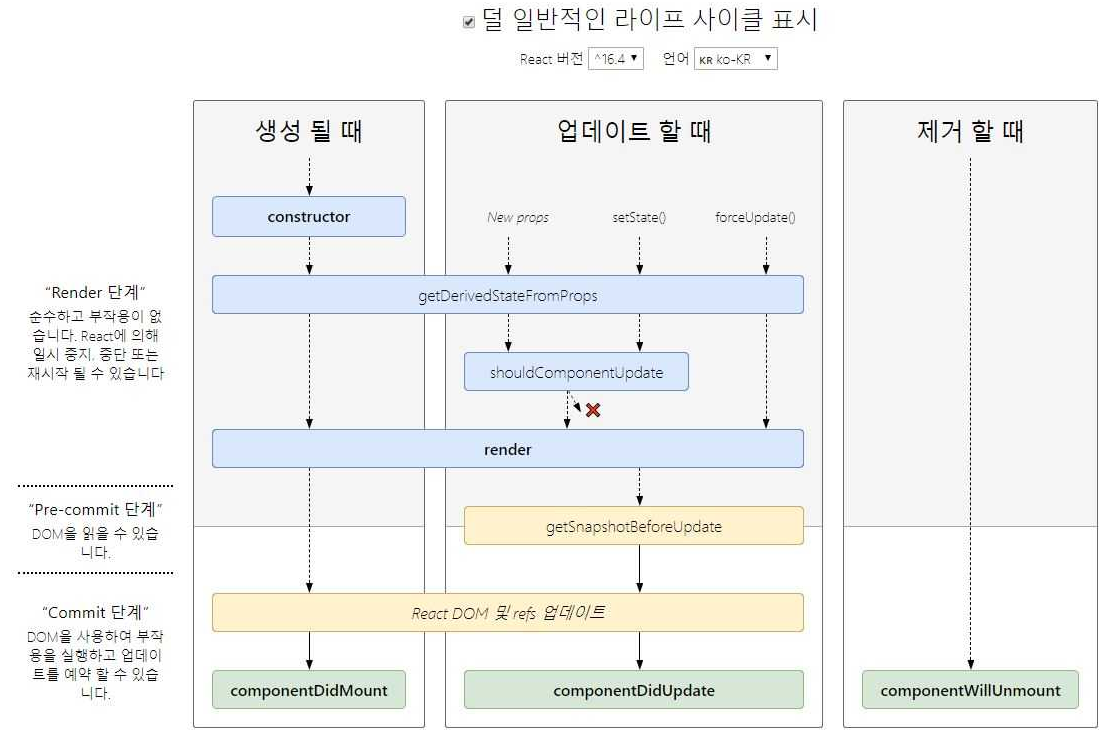 덜 일반적인 라이프 사이클 표시
React 버전 ^16.4 언어 KR ko-KR
생성 될 때
업데이트 할 때
제거 할 때
constructor
New props
setState()
forceUpdate()
getDerivedStateFromProps
"Render 단계"
순수하고 부작용이 없
습니다. React에 의해
일시 중지, 중단 또는
재시작 될 수 있습니다
shouldComponentUpdate
render
"Pre-commit 단계"
DOM을 읽을 수 있습
니다.
getSnapshotBeforeUpdate
"Commit 단계"
DOM을 사용하여 부작
용을 실행하고 업데이
트를 예약 할 수 있습
니다.
React DOM 및 refs 업데이트
componentDidMount
componentDidUpdate
componentWillUnmount